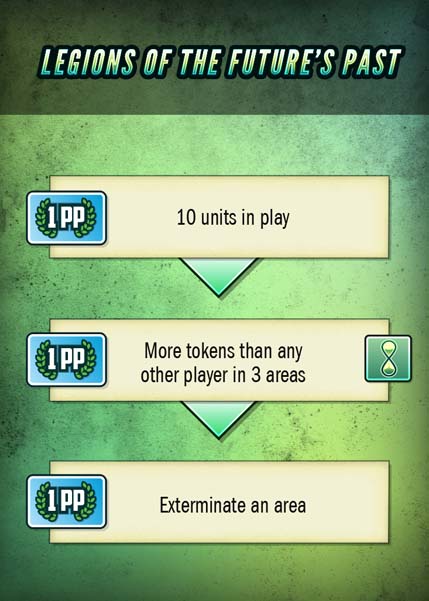 LEGIONS OF THE FUTURE'S PAST
1 PP
10 units in play
1 PP
More tokens than any
other player in 3 areas
1 PP
Exterminate an area